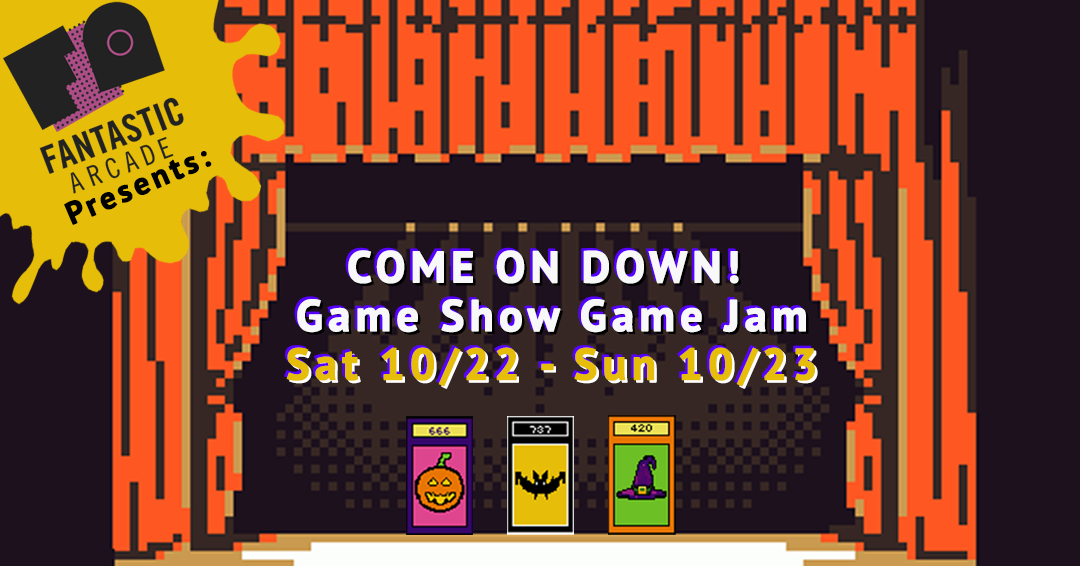 FANTASTIC
ARCADE
Presents:
COME ON DOWN!
Game Show Game Jam
Sat 10/22 - Sun 10/23
666
420